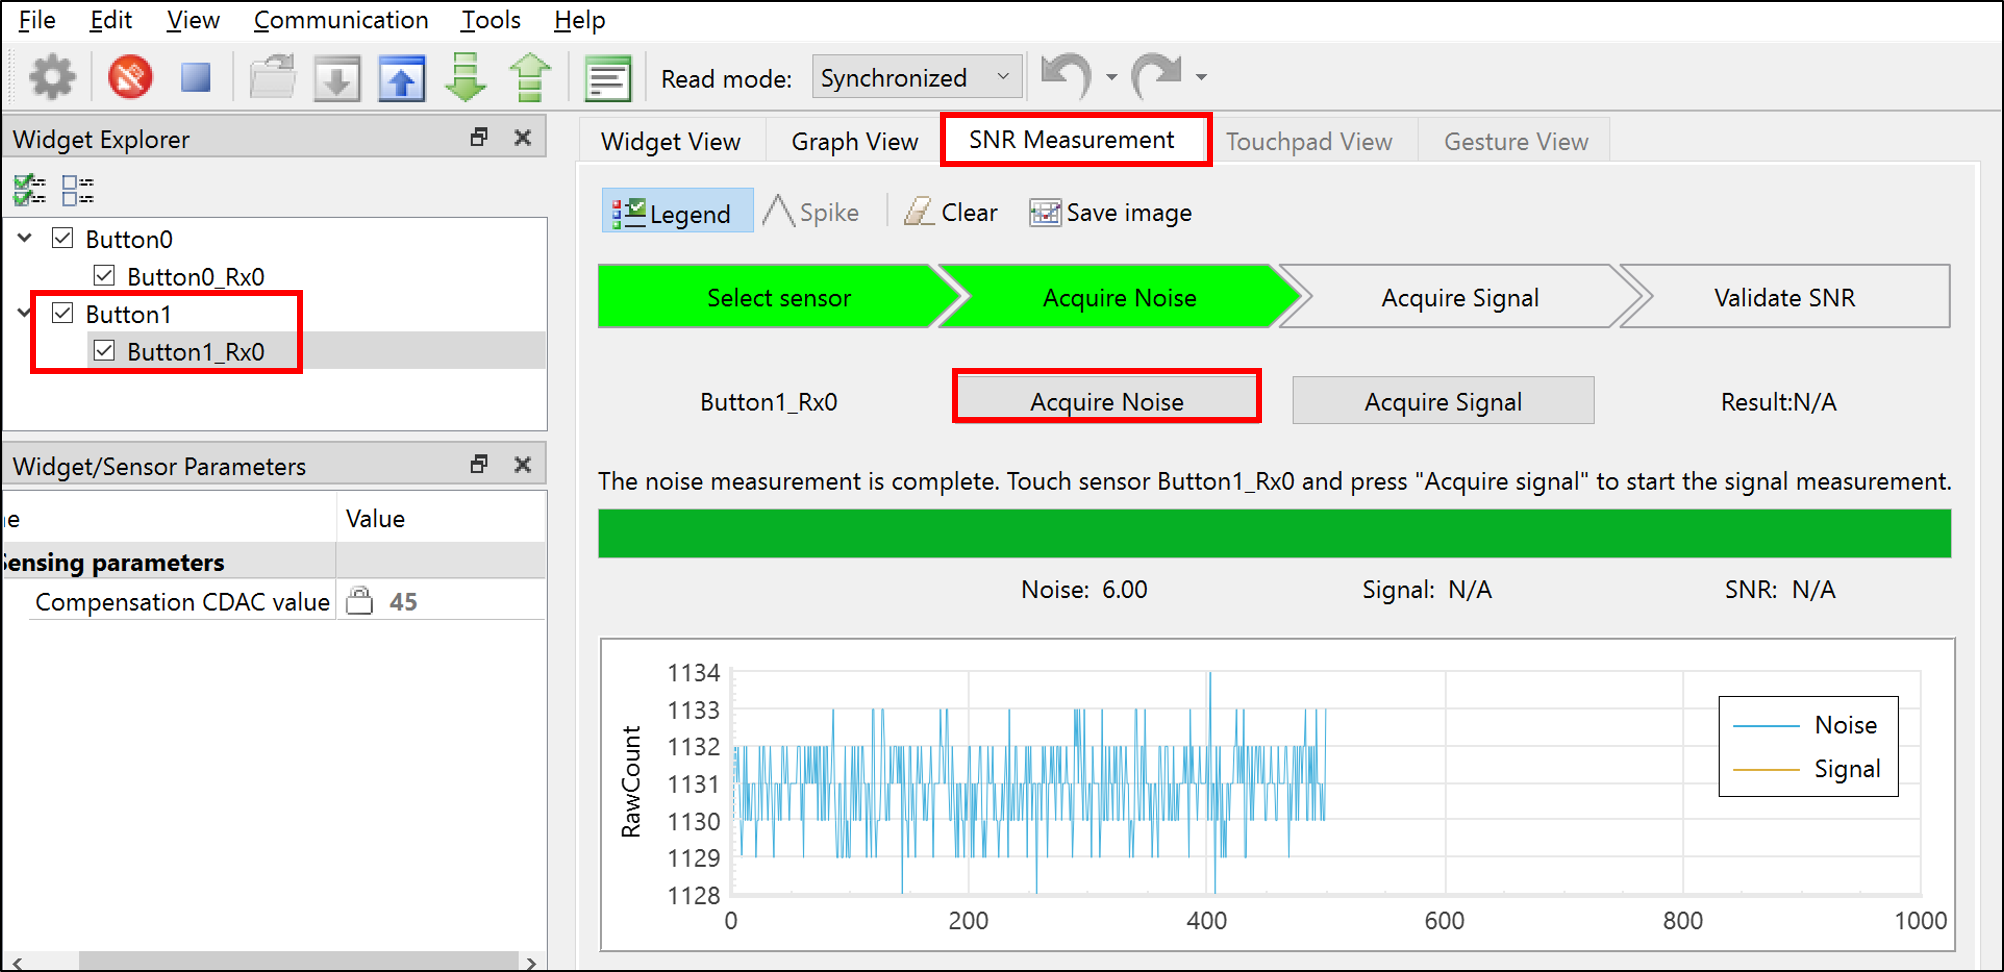 File Edit View Communication Tools Help
Read mode: Synchronized
Widget Explorer
Button0
Button0_Rx0
Button1
Button1_Rx0
Widget/Sensor Parameters
e Value
Sensing parameters
Compensation CDAC value 45
Widget View Graph View SNR Measurement Touchpad View Gesture View
Legend Spike Clear Save image
Select sensor Acquire Noise Acquire Signal Validate SNR
Button1_Rx0 Acquire Noise Acquire Signal Result:N/A
The noise measurement is complete. Touch sensor Button1_Rx0 and press "Acquire signal" to start the signal measurement.
Noise: 6.00 Signal: N/A SNR: N/A
RawCount
1134
1133
1132
1131
1130
1129
1128
0 200 400 600 800 1000
Noise
Signal